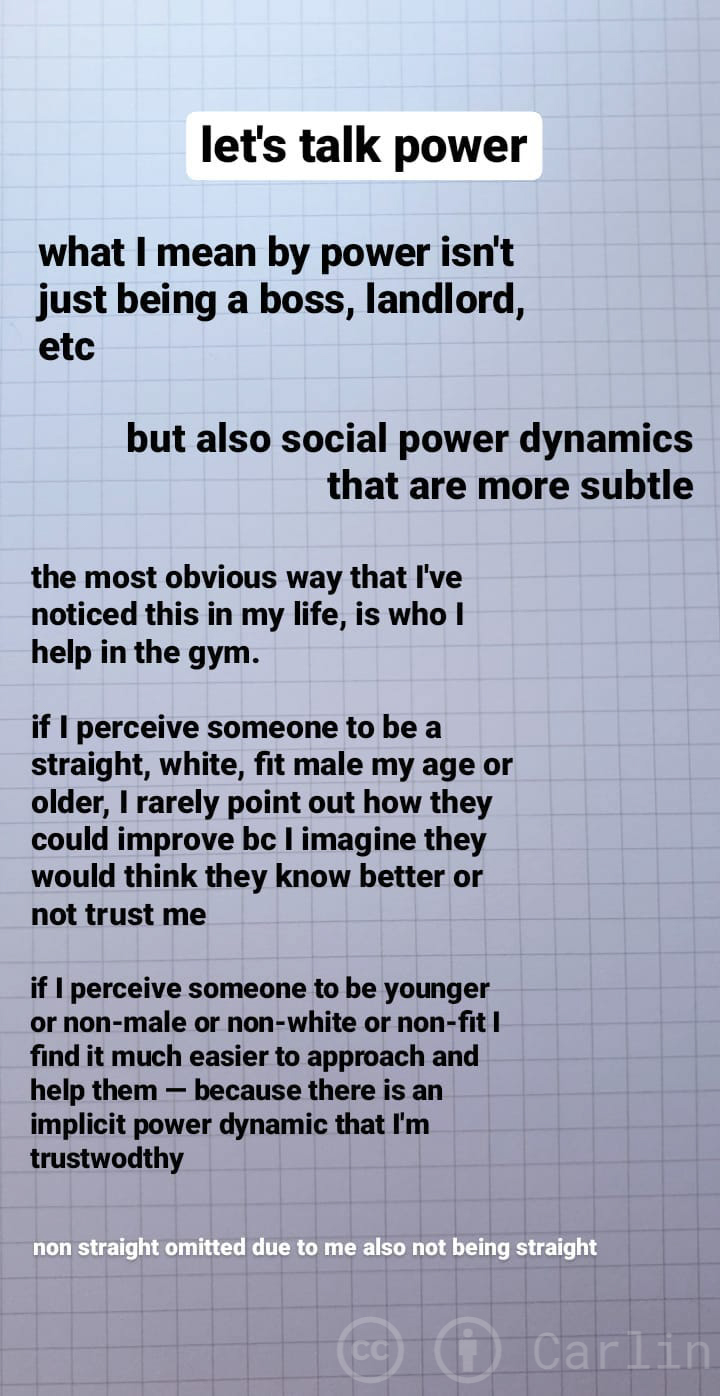 let's talk power
what I mean by power isn't
just being a boss, landlord,
etc
but also social power dynamics
that are more subtle
the most obvious way that I've
noticed this in my life, is who I
help in the gym.
if I perceive someone to be a
straight, white, fit male my age or
older, I rarely point out how they
could improve bc I imagine they
would think they know better or
not trust me
if I perceive someone to be younger
or non-male or non-white or non-fit I
find it much easier to approach and
help them — because there is an
implicit power dynamic that I'm
trustwodthy
non straight omitted due to me also not being straight
cc Carlin